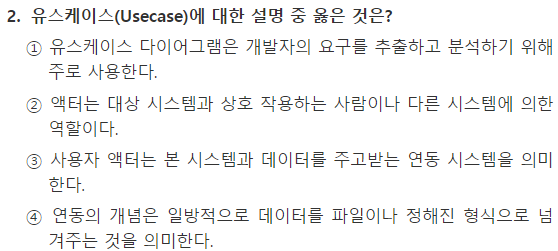 2. 유스케이스(Usecase)에 대한 설명 중 옳은 것은?
① 유스케이스 다이어그램은 개발자의 요구를 추출하고 분석하기 위해
주로 사용한다.
② 액터는 대상 시스템과 상호 작용하는 사람이나 다른 시스템에 의한
역할이다.
③ 사용자 액터는 본 시스템과 데이터를 주고받는 연동 시스템을 의미
한다.
④ 연동의 개념은 일방적으로 데이터를 파일이나 정해진 형식으로 넘
겨주는 것을 의미한다.